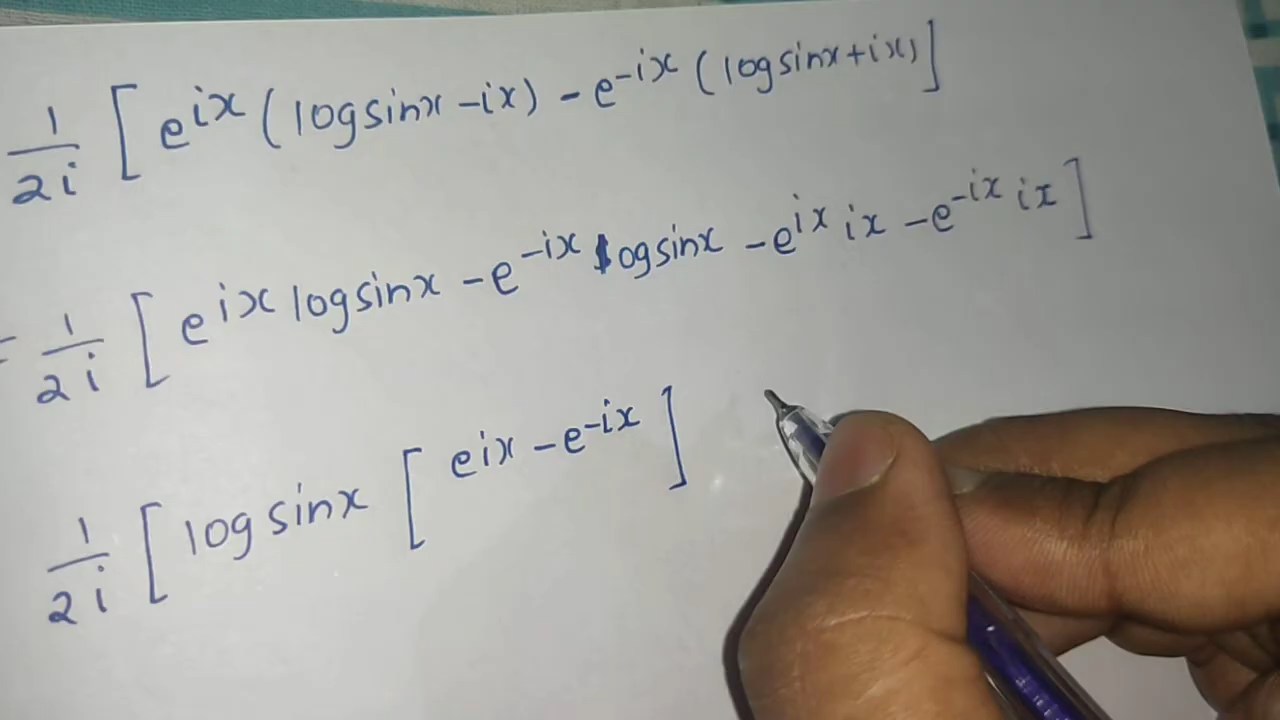 1/2i [ e^{ix} (log sinx - ix) - e^{-ix} (log sinx + ix) ]
= 1/2i [ e^{ix} log sinx - e^{-ix} log sinx - e^{ix} ix - e^{-ix} ix ]
1/2i [ log sinx [ e^{ix} - e^{-ix} ]